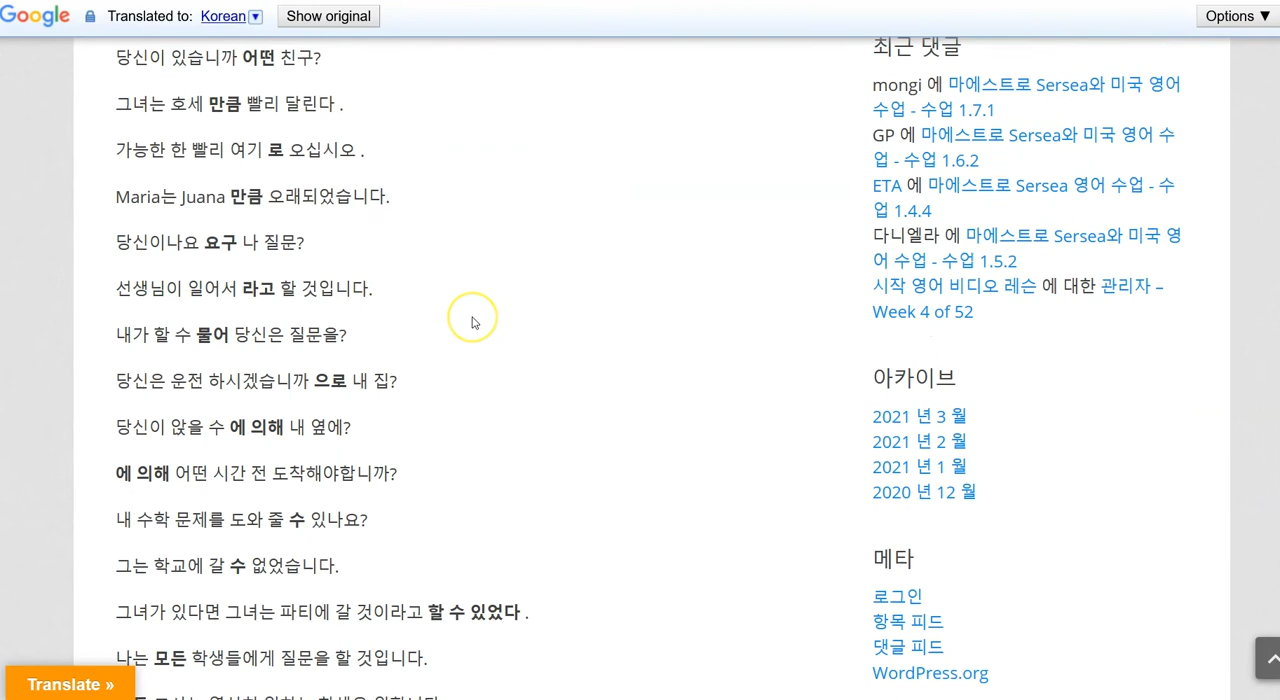 Google
Translated to: Korean
Show original
Options ▼
당신이 있습니까 어떤 친구?
그녀는 호세 만큼 빨리 달린다 .
가능한 한 빨리 여기 로 오십시오 .
Maria는 Juana 만큼 오래되었습니다.
당신이나요 요구 나 질문?
선생님이 일어서 라고 할 것입니다.
내가 할 수 물어 당신은 질문을?
당신은 운전 하시겠습니까 으로 내 집?
당신이 앉을 수 에 의해 내 옆에?
에 의해 어떤 시간 전 도착해야합니까?
내 수학 문제를 도와 줄 수 있나요?
그는 학교에 갈 수 없었습니다.
그녀가 있다면 그녀는 파티에 갈 것이라고 할 수 있었다 .
나는 모든 학생들에게 질문을 할 것입니다.
최근 댓글
mongi 에 마에스트로 Sersea와 미국 영어
수업 - 수업 1.7.1
GP 에 마에스트로 Sersea와 미국 영어 수
업 - 수업 1.6.2
ETA 에 마에스트로 Sersea 영어 수업 - 수
업 1.4.4
다니엘라 에 마에스트로 Sersea와 미국 영
어 수업 - 수업 1.5.2
시작 영어 비디오 레슨 에 대한 관리자 –
Week 4 of 52
아카이브
2021 년 3 월
2021 년 2 월
2021 년 1 월
2020 년 12 월
메타
로그인
항목 피드
댓글 피드
WordPress.org
Translate »